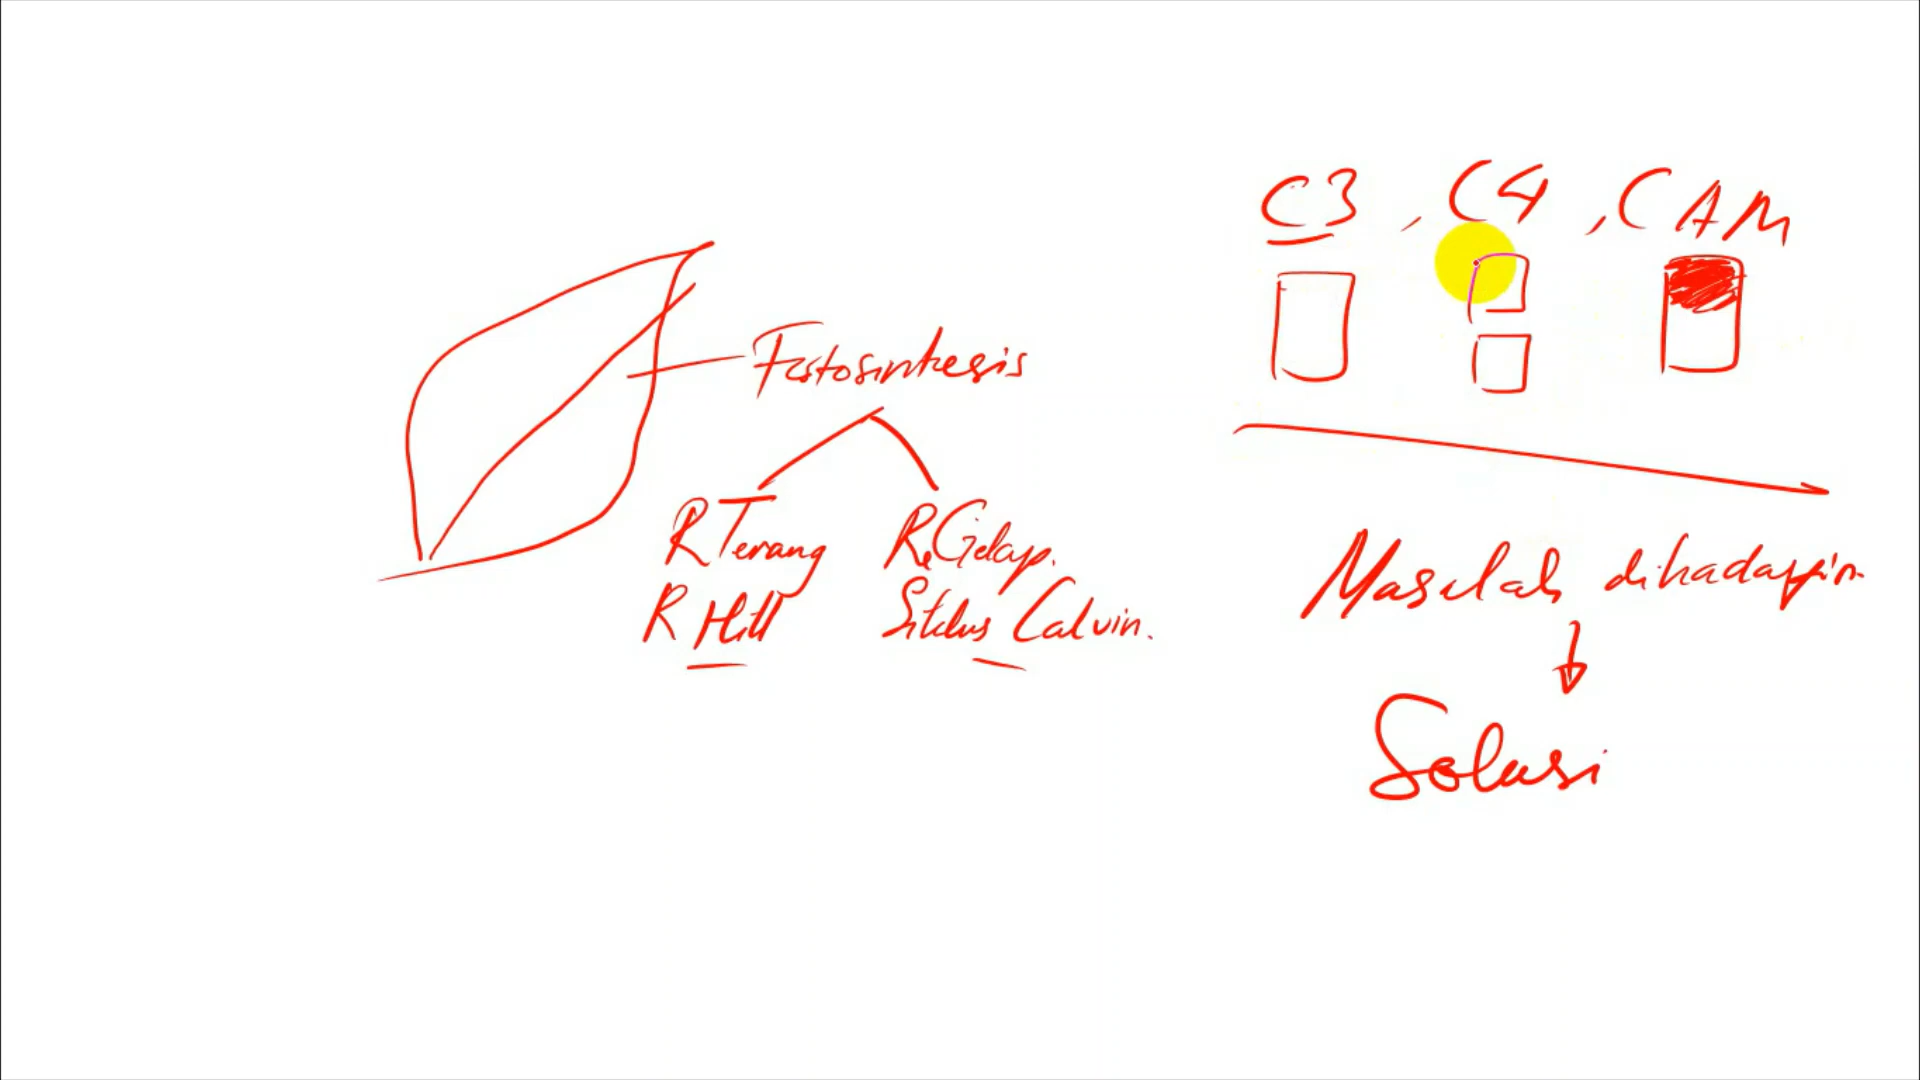 C3, C4, CAM
Fotosintesis
R Terang R. Gelap.
R Hill Siklus Calvin.
Masalah dihadapin.
Solusi